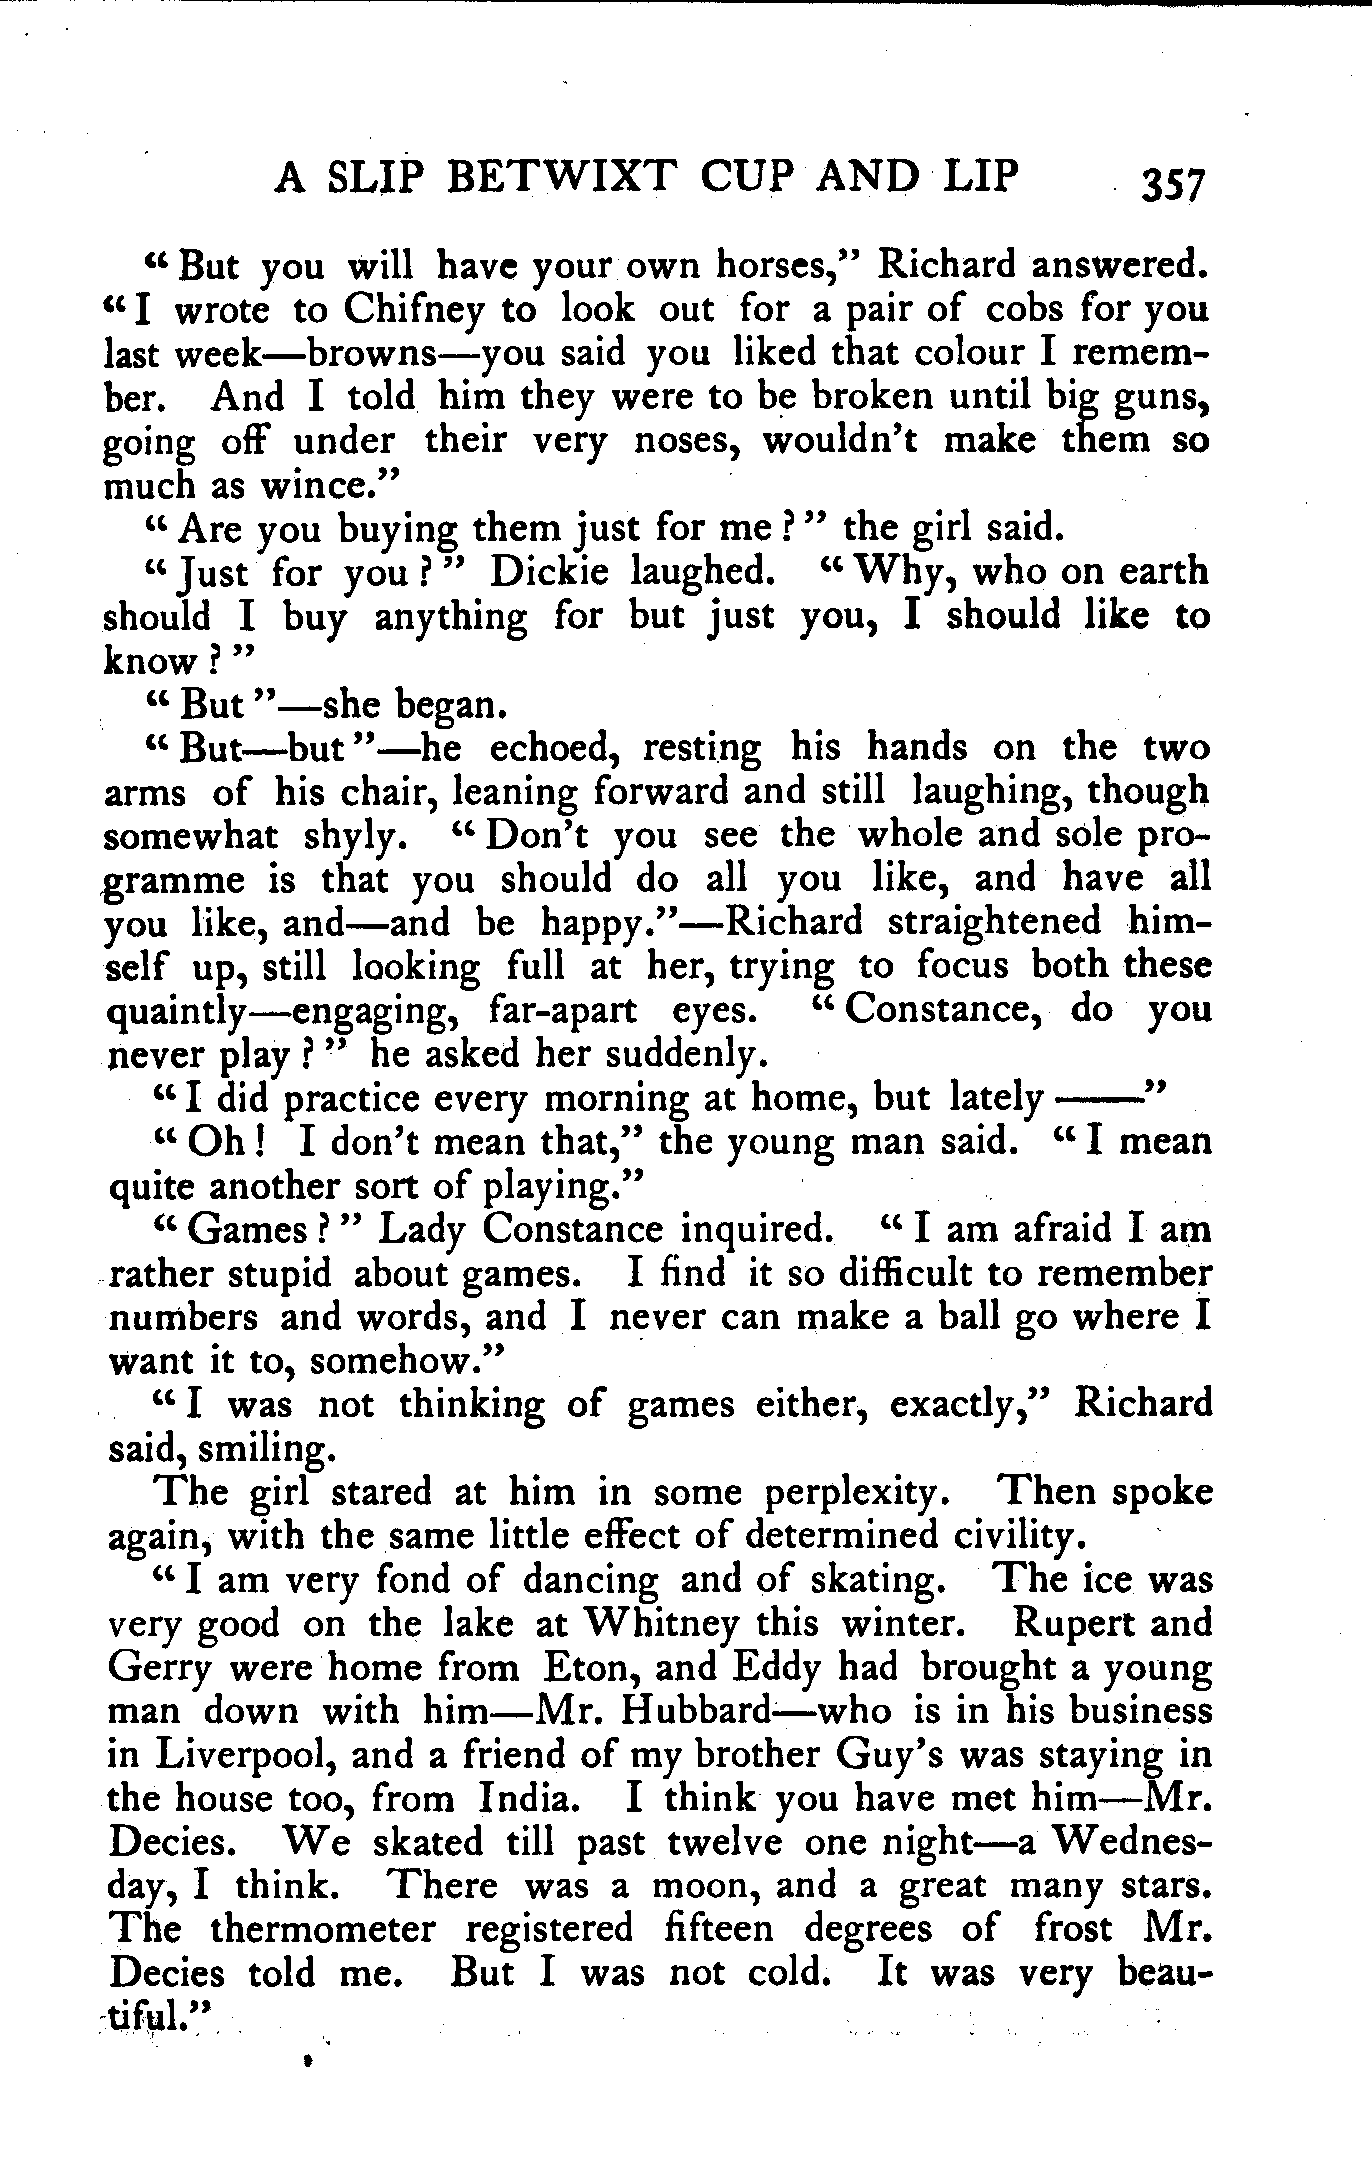 A SLIP BETWIXT CUP AND LIP 357
“ But you will have your own horses,” Richard answered.
“ I wrote to Chifney to look out for a pair of cobs for you
last week—browns—you said you liked that colour I remem-
ber. And I told him they were to be broken until big guns,
going off under their very noses, wouldn’t make them so
much as wince.”
“ Are you buying them just for me ? ” the girl said.
“ Just for you ? ” Dickie laughed. “ Why, who on earth
should I buy anything for but just you, I should like to
know ? ”
“ But ”—she began.
“ But—but ”—he echoed, resting his hands on the two
arms of his chair, leaning forward and still laughing, though
somewhat shyly. “ Don’t you see the whole and sole pro-
gramme is that you should do all you like, and have all
you like, and—and be happy.”—Richard straightened him-
self up, still looking full at her, trying to focus both these
quaintly—engaging, far-apart eyes. “ Constance, do you
never play ? ” he asked her suddenly.
“ I did practice every morning at home, but lately ——”
“ Oh ! I don’t mean that,” the young man said. “ I mean
quite another sort of playing.”
“ Games ? ” Lady Constance inquired. “ I am afraid I am
rather stupid about games. I find it so difficult to remember
numbers and words, and I never can make a ball go where I
want it to, somehow.”
“ I was not thinking of games either, exactly,” Richard
said, smiling.
The girl stared at him in some perplexity. Then spoke
again, with the same little effect of determined civility.
“ I am very fond of dancing and of skating. The ice was
very good on the lake at Whitney this winter. Rupert and
Gerry were home from Eton, and Eddy had brought a young
man down with him—Mr. Hubbard—who is in his business
in Liverpool, and a friend of my brother Guy’s was staying in
the house too, from India. I think you have met him—Mr.
Decies. We skated till past twelve one night—a Wednes-
day, I think. There was a moon, and a great many stars.
The thermometer registered fifteen degrees of frost Mr.
Decies told me. But I was not cold. It was very beau-
tiful.”